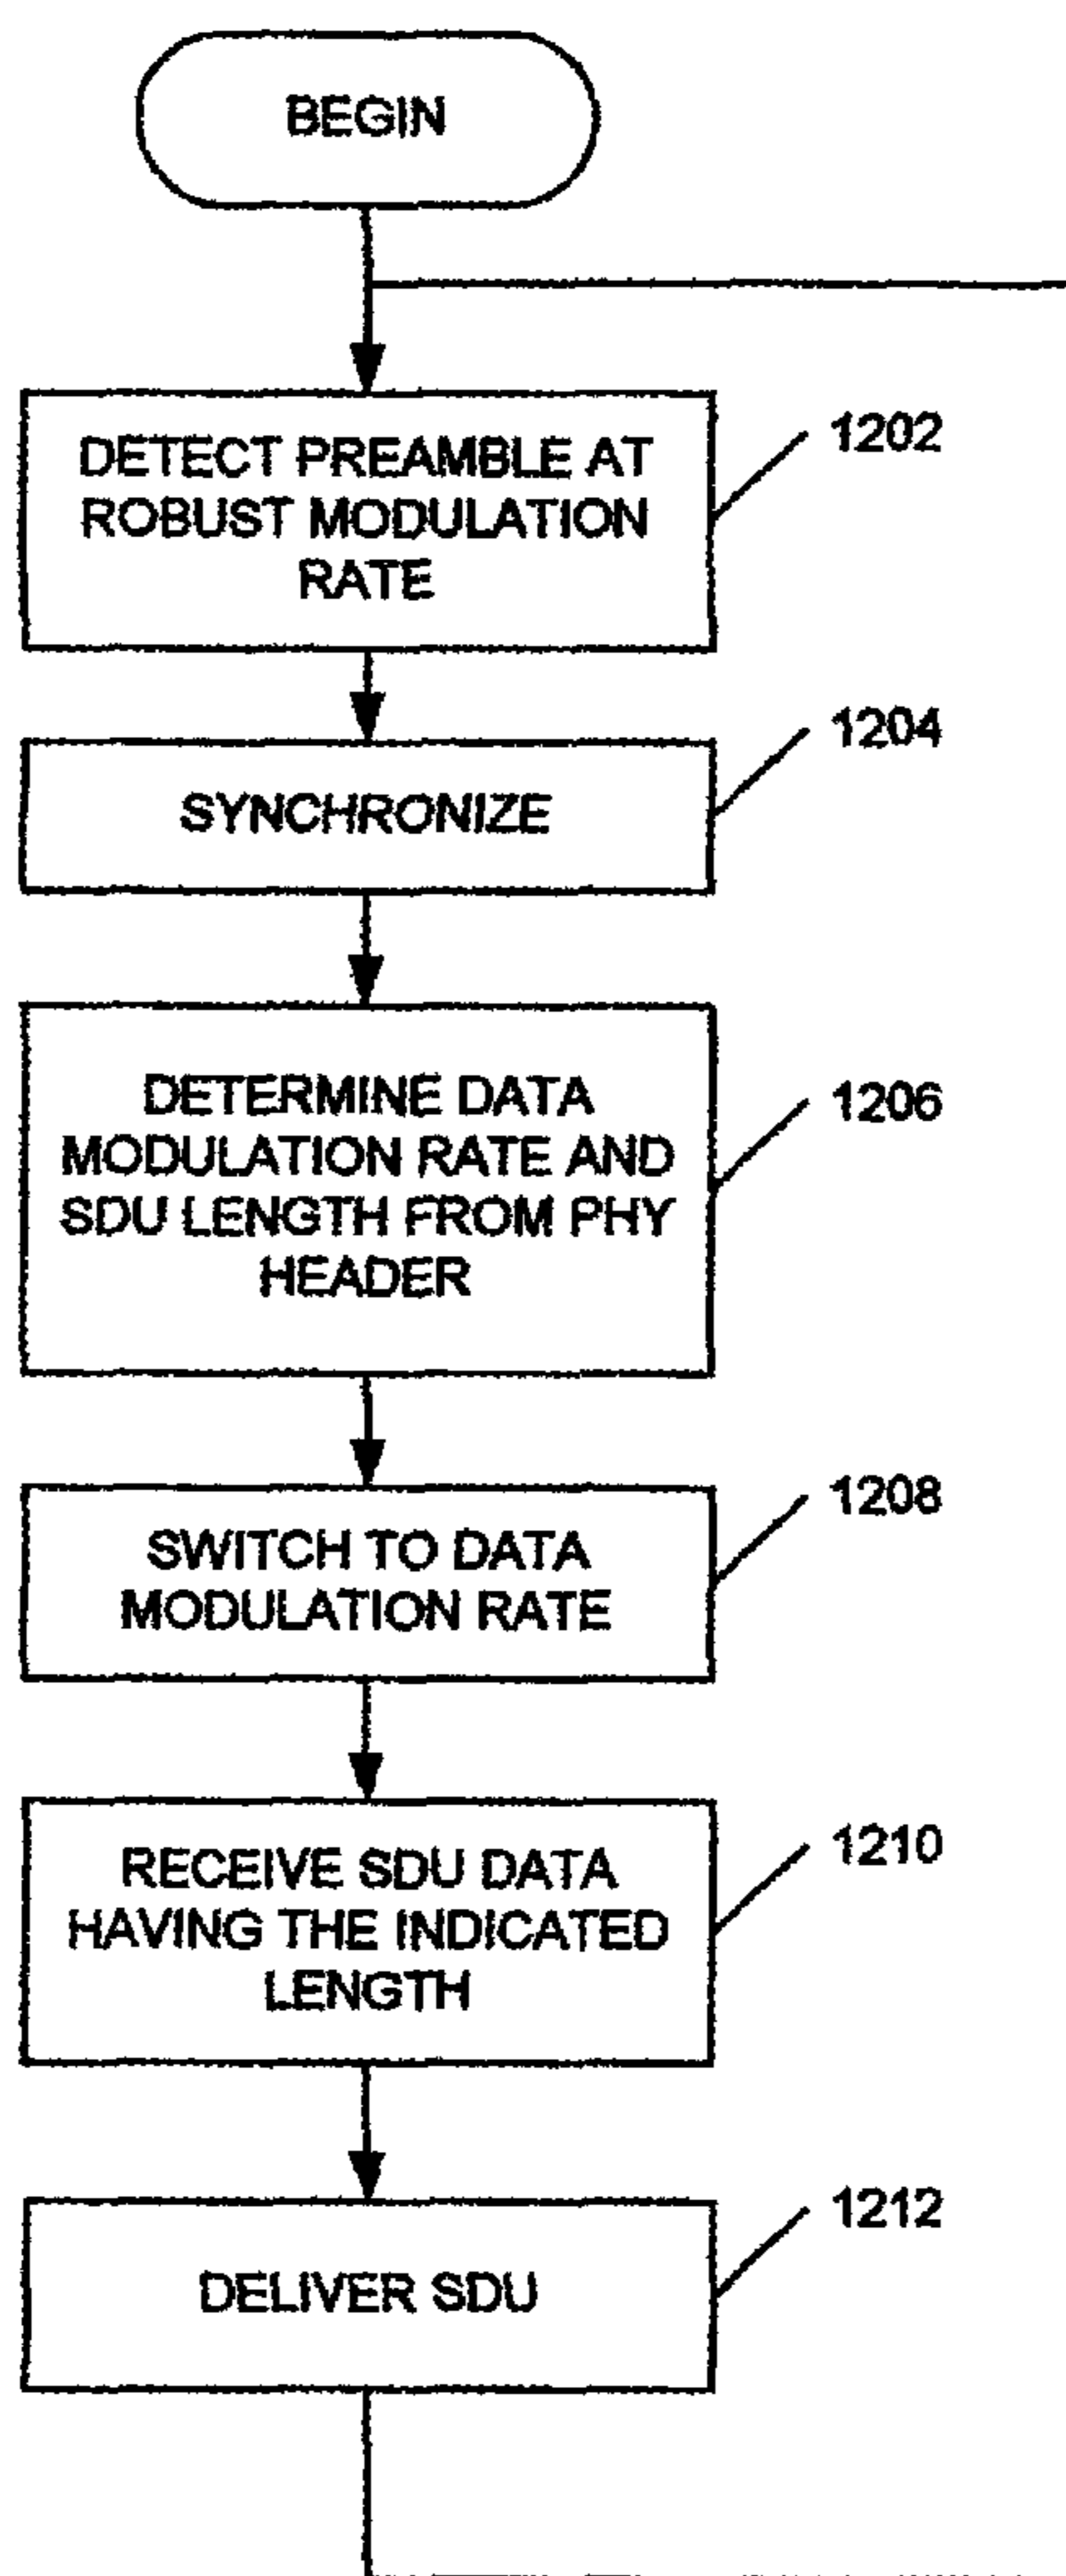 BEGIN
DETECT PREAMBLE AT
ROBUST MODULATION
RATE
1202
SYNCHRONIZE
1204
DETERMINE DATA
MODULATION RATE AND
SDU LENGTH FROM PHY
HEADER
1206
SWITCH TO DATA
MODULATION RATE
1208
RECEIVE SDU DATA
HAVING THE INDICATED
LENGTH
1210
DELIVER SDU
1212